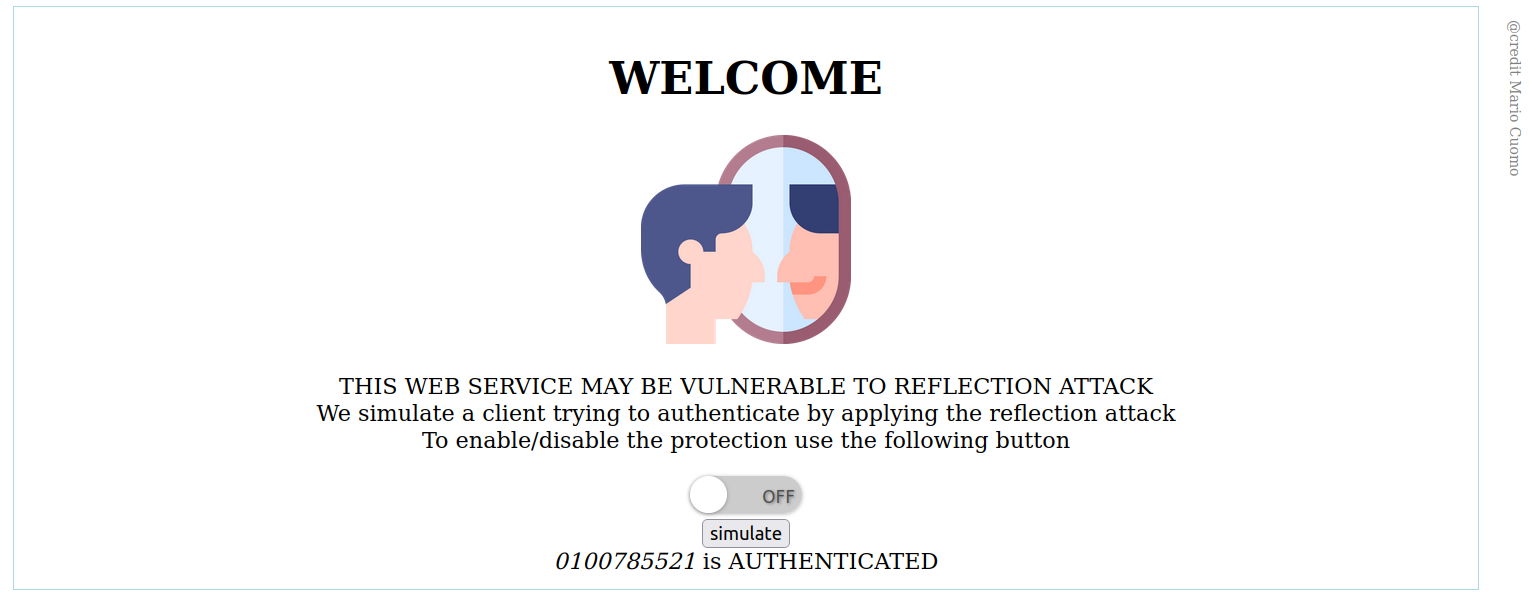 WELCOME
THIS WEB SERVICE MAY BE VULNERABLE TO REFLECTION ATTACK
We simulate a client trying to authenticate by applying the reflection attack
To enable/disable the protection use the following button
OFF
simulate
0100785521 is AUTHENTICATED
@credit Mario Cuomo